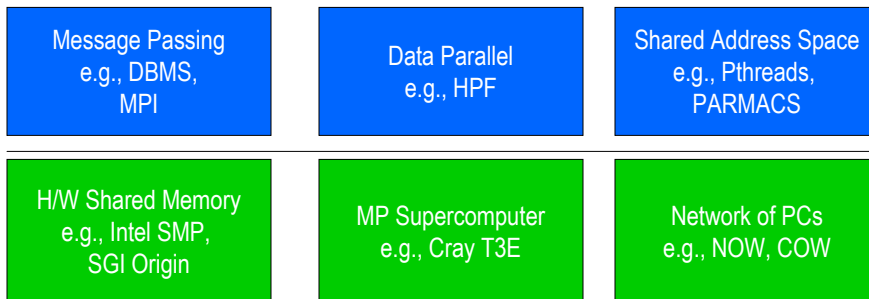 Message Passing
e.g., DBMS,
MPI
Data Parallel
e.g., HPF
Shared Address Space
e.g., Pthreads,
PARMACS
H/W Shared Memory
e.g., Intel SMP,
SGI Origin
MP Supercomputer
e.g., Cray T3E
Network of PCs
e.g., NOW, COW